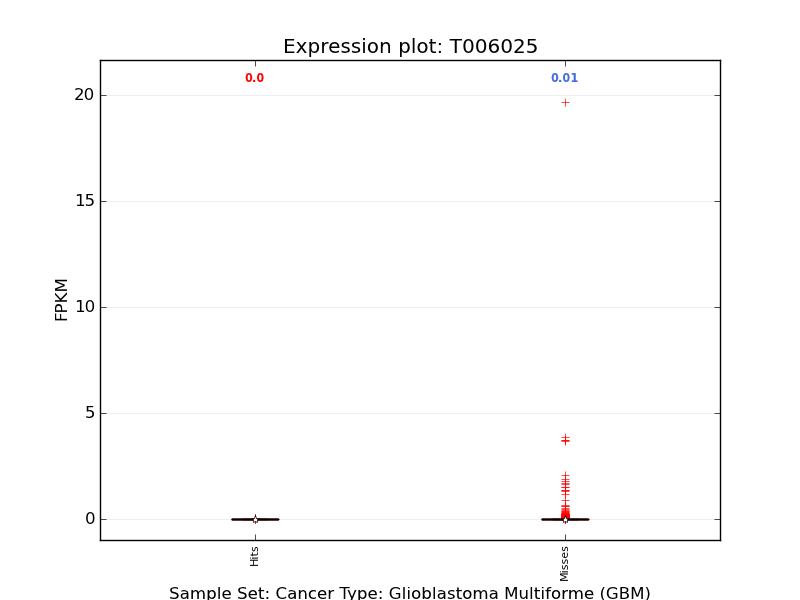 Expression plot: T006025
0.0 0.01
20
15
10
5
0
FPKM
Hits Misses
Sample Set: Cancer Type: Glioblastoma Multiforme (GBM)